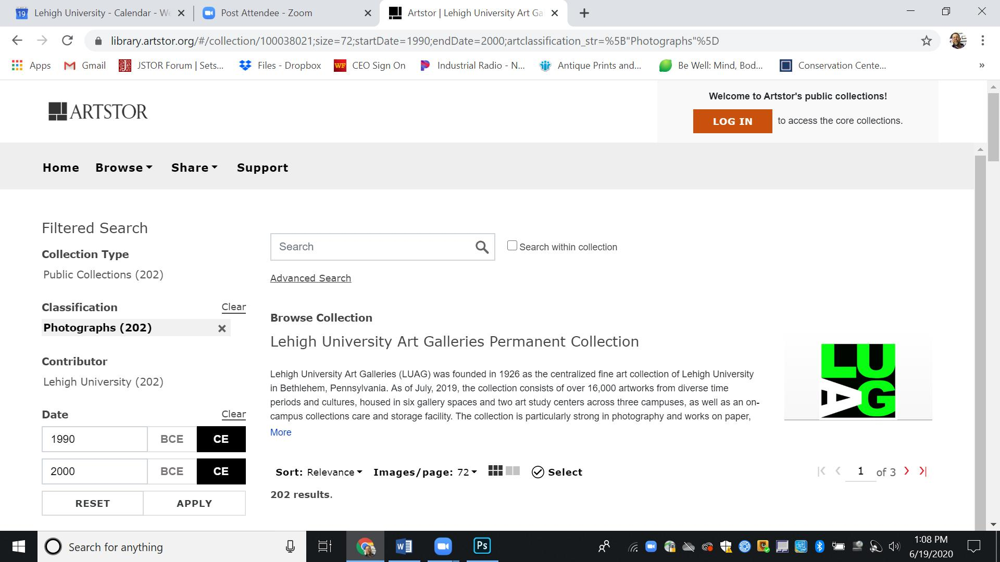 19 Lehigh University - Calendar - We
Post Attendee - Zoom
Artstor | Lehigh University Art Ga
library.artstor.org/#/collection/100038021;size=72;startDate=1990;endDate=2000;artclassification_str=%5B"Photographs"%5D
Apps
Gmail
JSTOR Forum | Sets...
Files - Dropbox
WF CEO Sign On
Industrial Radio - N...
Antique Prints and...
Be Well: Mind, Bod...
Conservation Cente...
»
ARTSTOR
Welcome to Artstor's public collections!
LOG IN to access the core collections.
Home Browse Share Support
Filtered Search
Collection Type
Public Collections (202)
Classification Clear
Photographs (202)
Contributor
Lehigh University (202)
Date Clear
1990 BCE CE
2000 BCE CE
RESET APPLY
Search
Search within collection
Advanced Search
Browse Collection
Lehigh University Art Galleries Permanent Collection
Lehigh University Art Galleries (LUAG) was founded in 1926 as the centralized fine art collection of Lehigh University
in Bethlehem, Pennsylvania. As of July, 2019, the collection consists of over 16,000 artworks from diverse time
periods and cultures, housed in six gallery spaces and two art study centers across three campuses, as well as an on-
campus collections care and storage facility. The collection is particularly strong in photography and works on paper,
More
LU
AG
Sort: Relevance Images/page: 72 Select
1 of 3
202 results.
Search for anything
Ps
1:08 PM
6/19/2020